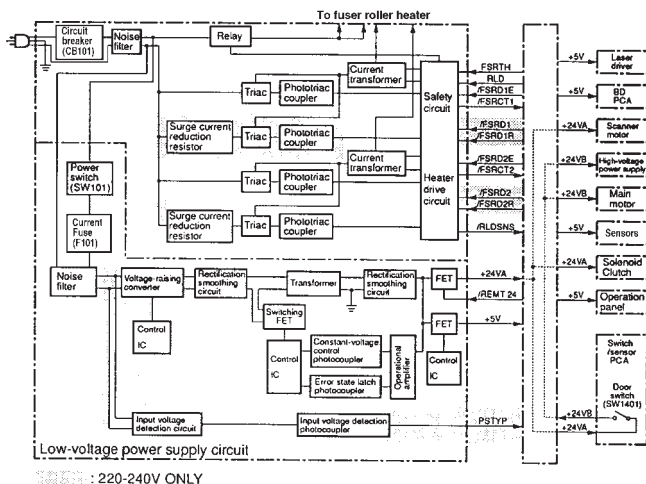 To fuser roller heater
Circuit
breaker
(CB101)
Noise
filter
Relay
Current
transformer
Triac
Phototriac
coupler
Surge current
reduction
resistor
Triac
Phototriac
coupler
Triac
Phototriac
coupler
Current
transformer
Surge current
reduction
resistor
Triac
Phototriac
coupler
Safety
circuit
Heater
drive
circuit
FSRTH
RLD
/FSRD1E
/FSRCT1
/FSRD1
/FSRD1R
/FSRD2E
/FSRCT2
/FSRD2
/FSRD2R
/RLDSNS
Power
switch
(SW101)
Current
Fuse
(F101)
Noise
filter
Voltage-raising
converter
Rectification
smoothing
circuit
Transformer
Rectification
smoothing
circuit
FET
+24VA
/REMT 24
Control
IC
Switching
FET
Control
IC
Constant-voltage
control
photocoupler
Error state latch
photocoupler
Operational
amplifier
FET
+5V
Control
IC
Input voltage
detection circuit
Input voltage detection
photocoupler
PSTYP
Low-voltage power supply circuit
+5V
Laser
driver
+5V
BD
PCA
+24VA
Scanner
motor
+24VB
High-voltage
power supply
+24VB
Main
motor
+5V
Sensors
+24VA
Solenoid
Clutch
+5V
Operation
panel
Switch
/sensor
PCA
Door
switch
(SW1401)
+24VB
+24VA
: 220-240V ONLY